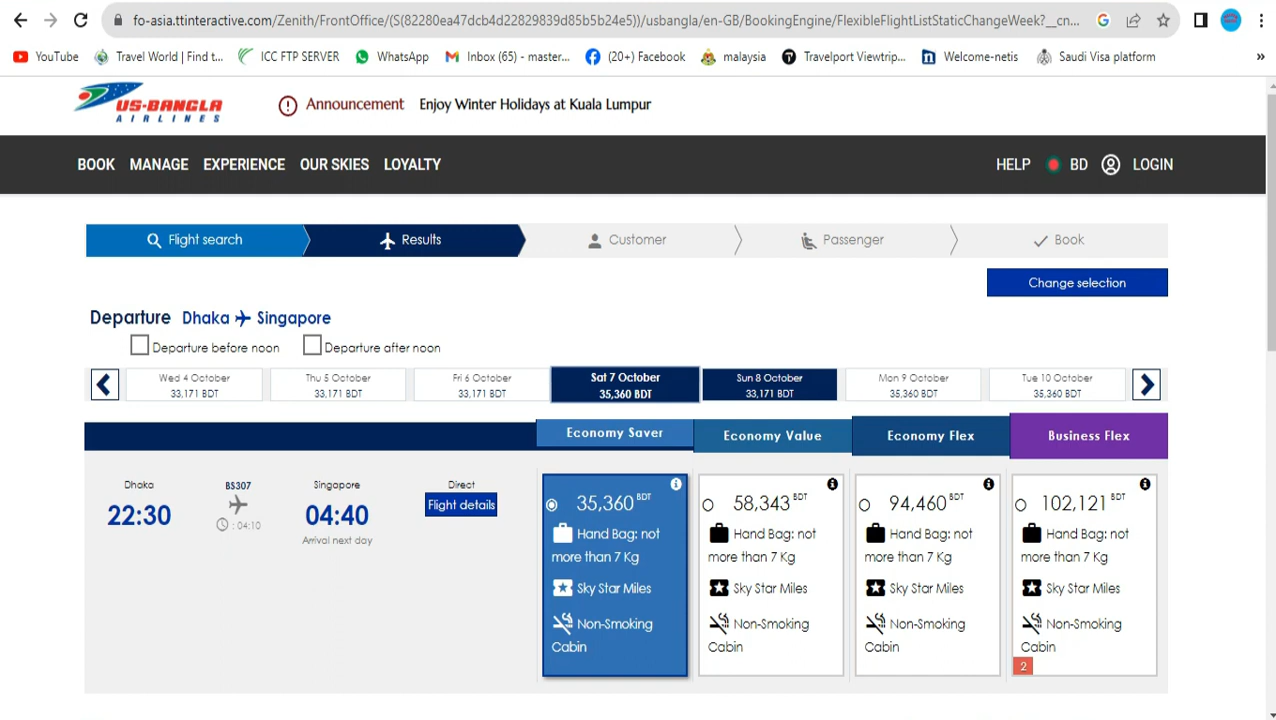 fo-asia.ttinteractive.com/Zenith/FrontOffice/(S(82280ea47dcb4d22829839d85b5b24e5))/usbangla/en-GB/BookingEngine/FlexibleFlightListStaticChangeWeek?__cn...
YouTube Travel World | Find t... ICC FTP SERVER WhatsApp Inbox (65) - master... (20+) Facebook malaysia Travelport Viewtrip... Welcome-netis Saudi Visa platform »
US-BANGLA
AIRLINES
Announcement Enjoy Winter Holidays at Kuala Lumpur
BOOK MANAGE EXPERIENCE OUR SKIES LOYALTY HELP BD LOGIN
Flight search Results Customer Passenger Book
Change selection
Departure Dhaka Singapore
Departure before noon Departure after noon
Wed 4 October Thu 5 October Fri 6 October Sat 7 October Sun 8 October Mon 9 October Tue 10 October
33,171 BDT 33,171 BDT 33,171 BDT 35,360 BDT 33,171 BDT 35,360 BDT 35,360 BDT
Economy Saver Economy Value Economy Flex Business Flex
Dhaka BS307 Singapore Direct
22:30 04:40 Flight details
: 04:10
Arrival next day
35,360 BDT 58,343 BDT 94,460 BDT 102,121 BDT
Hand Bag: not Hand Bag: not Hand Bag: not Hand Bag: not
more than 7 Kg more than 7 Kg more than 7 Kg more than 7 Kg
Sky Star Miles Sky Star Miles Sky Star Miles Sky Star Miles
Non-Smoking Non-Smoking Non-Smoking Non-Smoking
Cabin Cabin Cabin Cabin
2